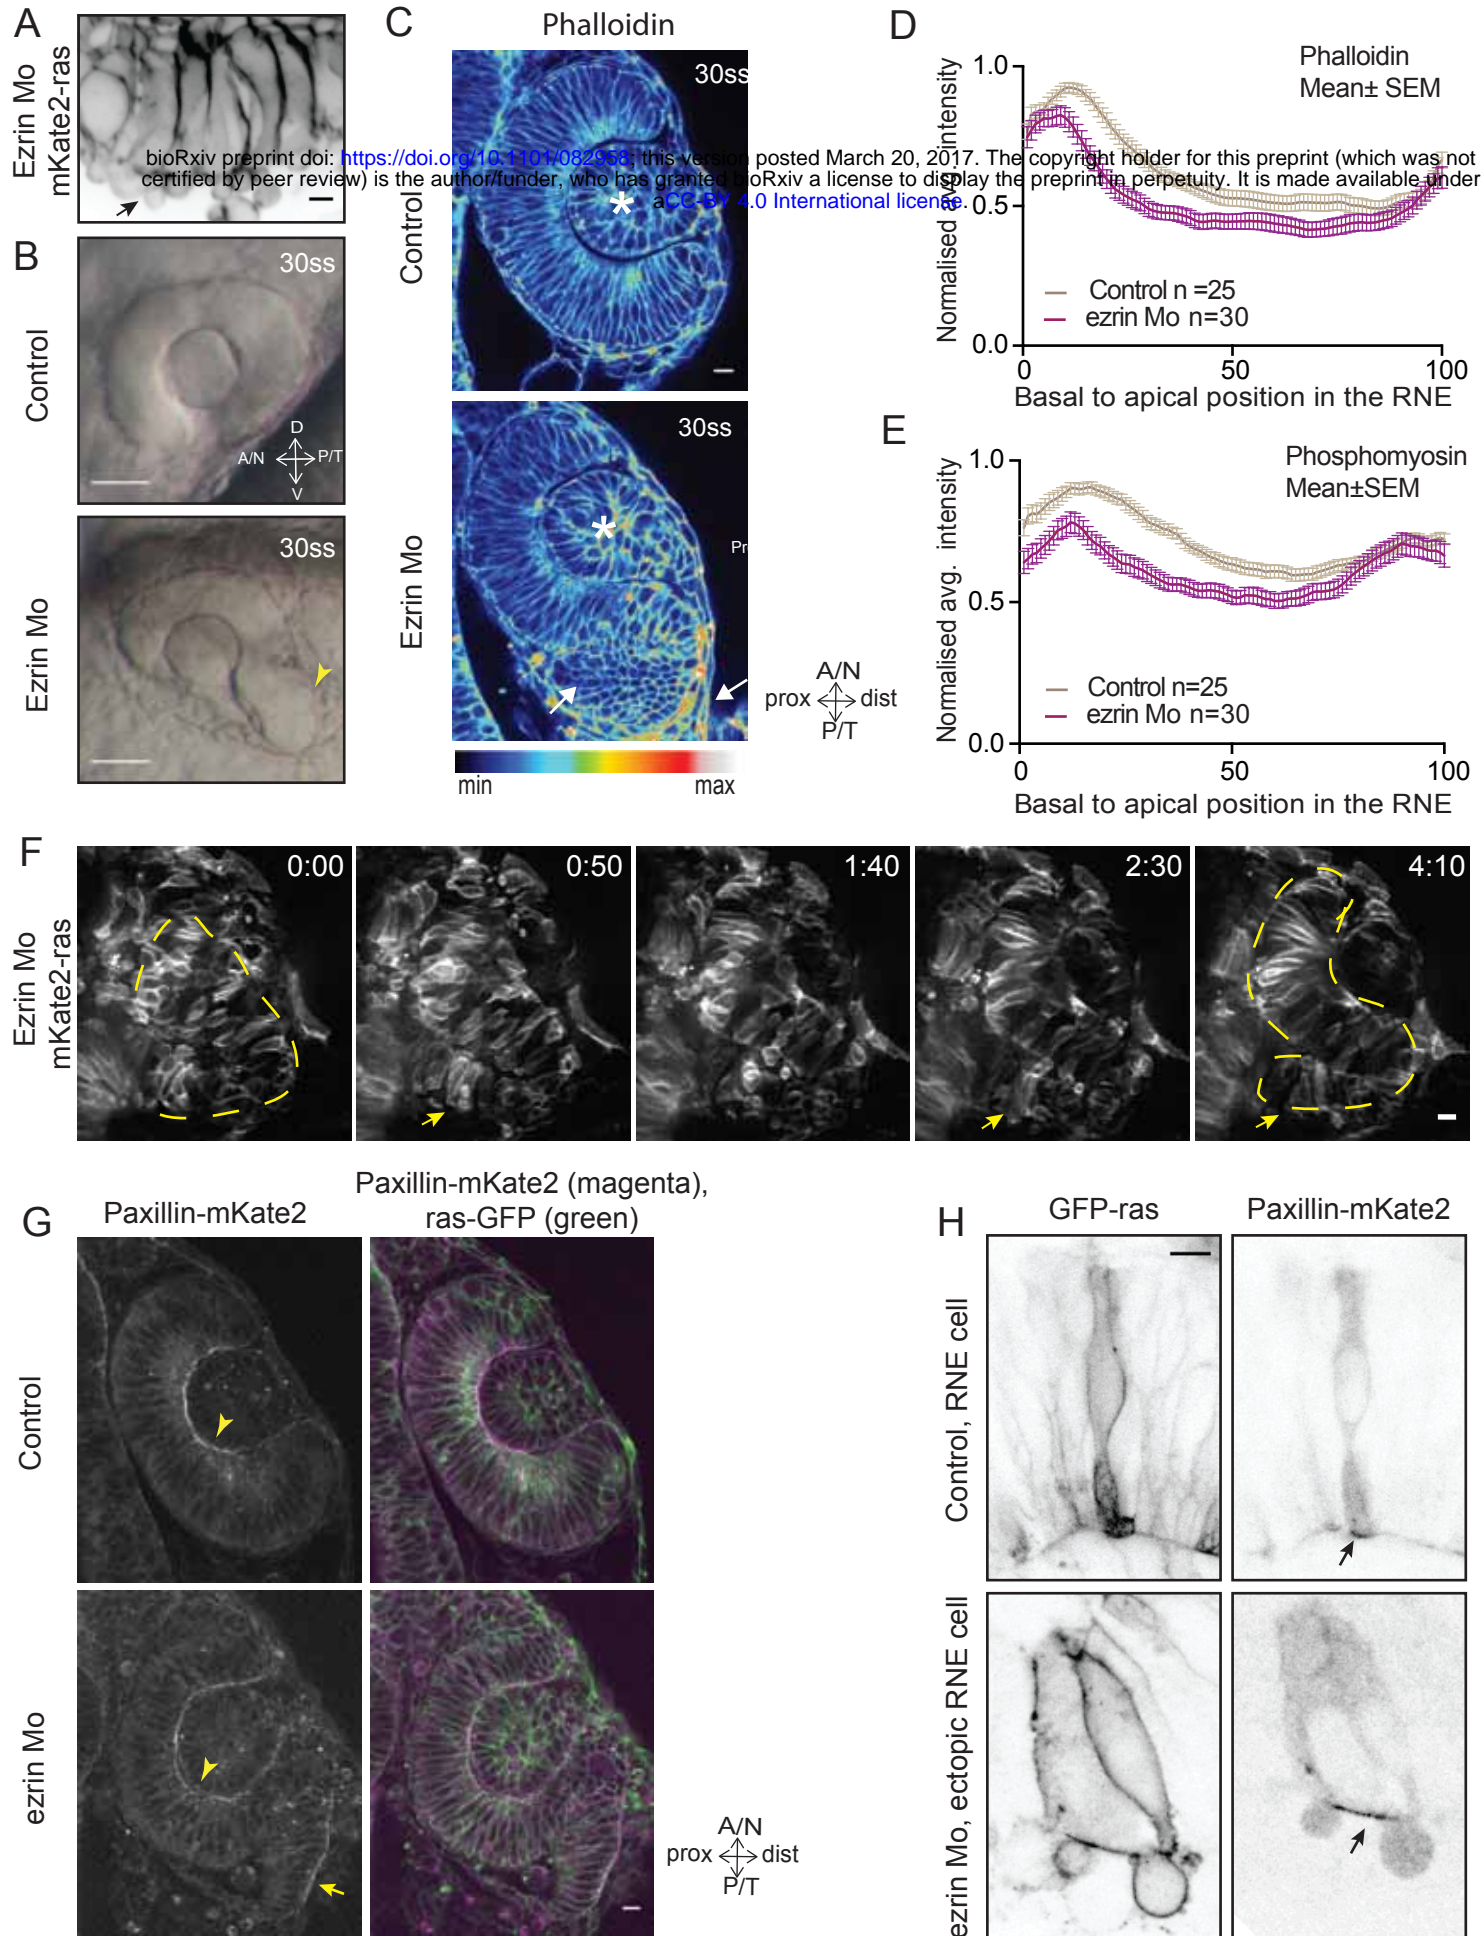 A
Ezrin Mo
mKate2-ras
bioRxiv preprint doi: https://doi.org/10.1101/082958; this version posted March 20, 2017. The copyright holder for this preprint (which was not
certified by peer review) is the author/funder, who has granted bioRxiv a license to display the preprint in perpetuity. It is made available under
aCC-BY 4.0 International license.
B
Control
30ss
D
A/N
P/T
V
Ezrin Mo
30ss
C
Phalloidin
Control
30ss
*
Ezrin Mo
30ss
*
Pr
min
max
A/N
prox
dist
P/T
D
Phalloidin
Mean± SEM
Normalised avg. intensity
1.0
0.5
0.0
Control n =25
ezrin Mo n=30
0
50
100
Basal to apical position in the RNE
E
Phosphomyosin
Mean±SEM
Normalised avg. intensity
1.0
0.5
0.0
Control n=25
ezrin Mo n=30
0
50
100
Basal to apical position in the RNE
F
Ezrin Mo
mKate2-ras
0:00
0:50
1:40
2:30
4:10
G
Paxillin-mKate2
Paxillin-mKate2 (magenta),
ras-GFP (green)
Control
ezrin Mo
A/N
prox
dist
P/T
H
GFP-ras
Paxillin-mKate2
Control, RNE cell
ezrin Mo, ectopic RNE cell